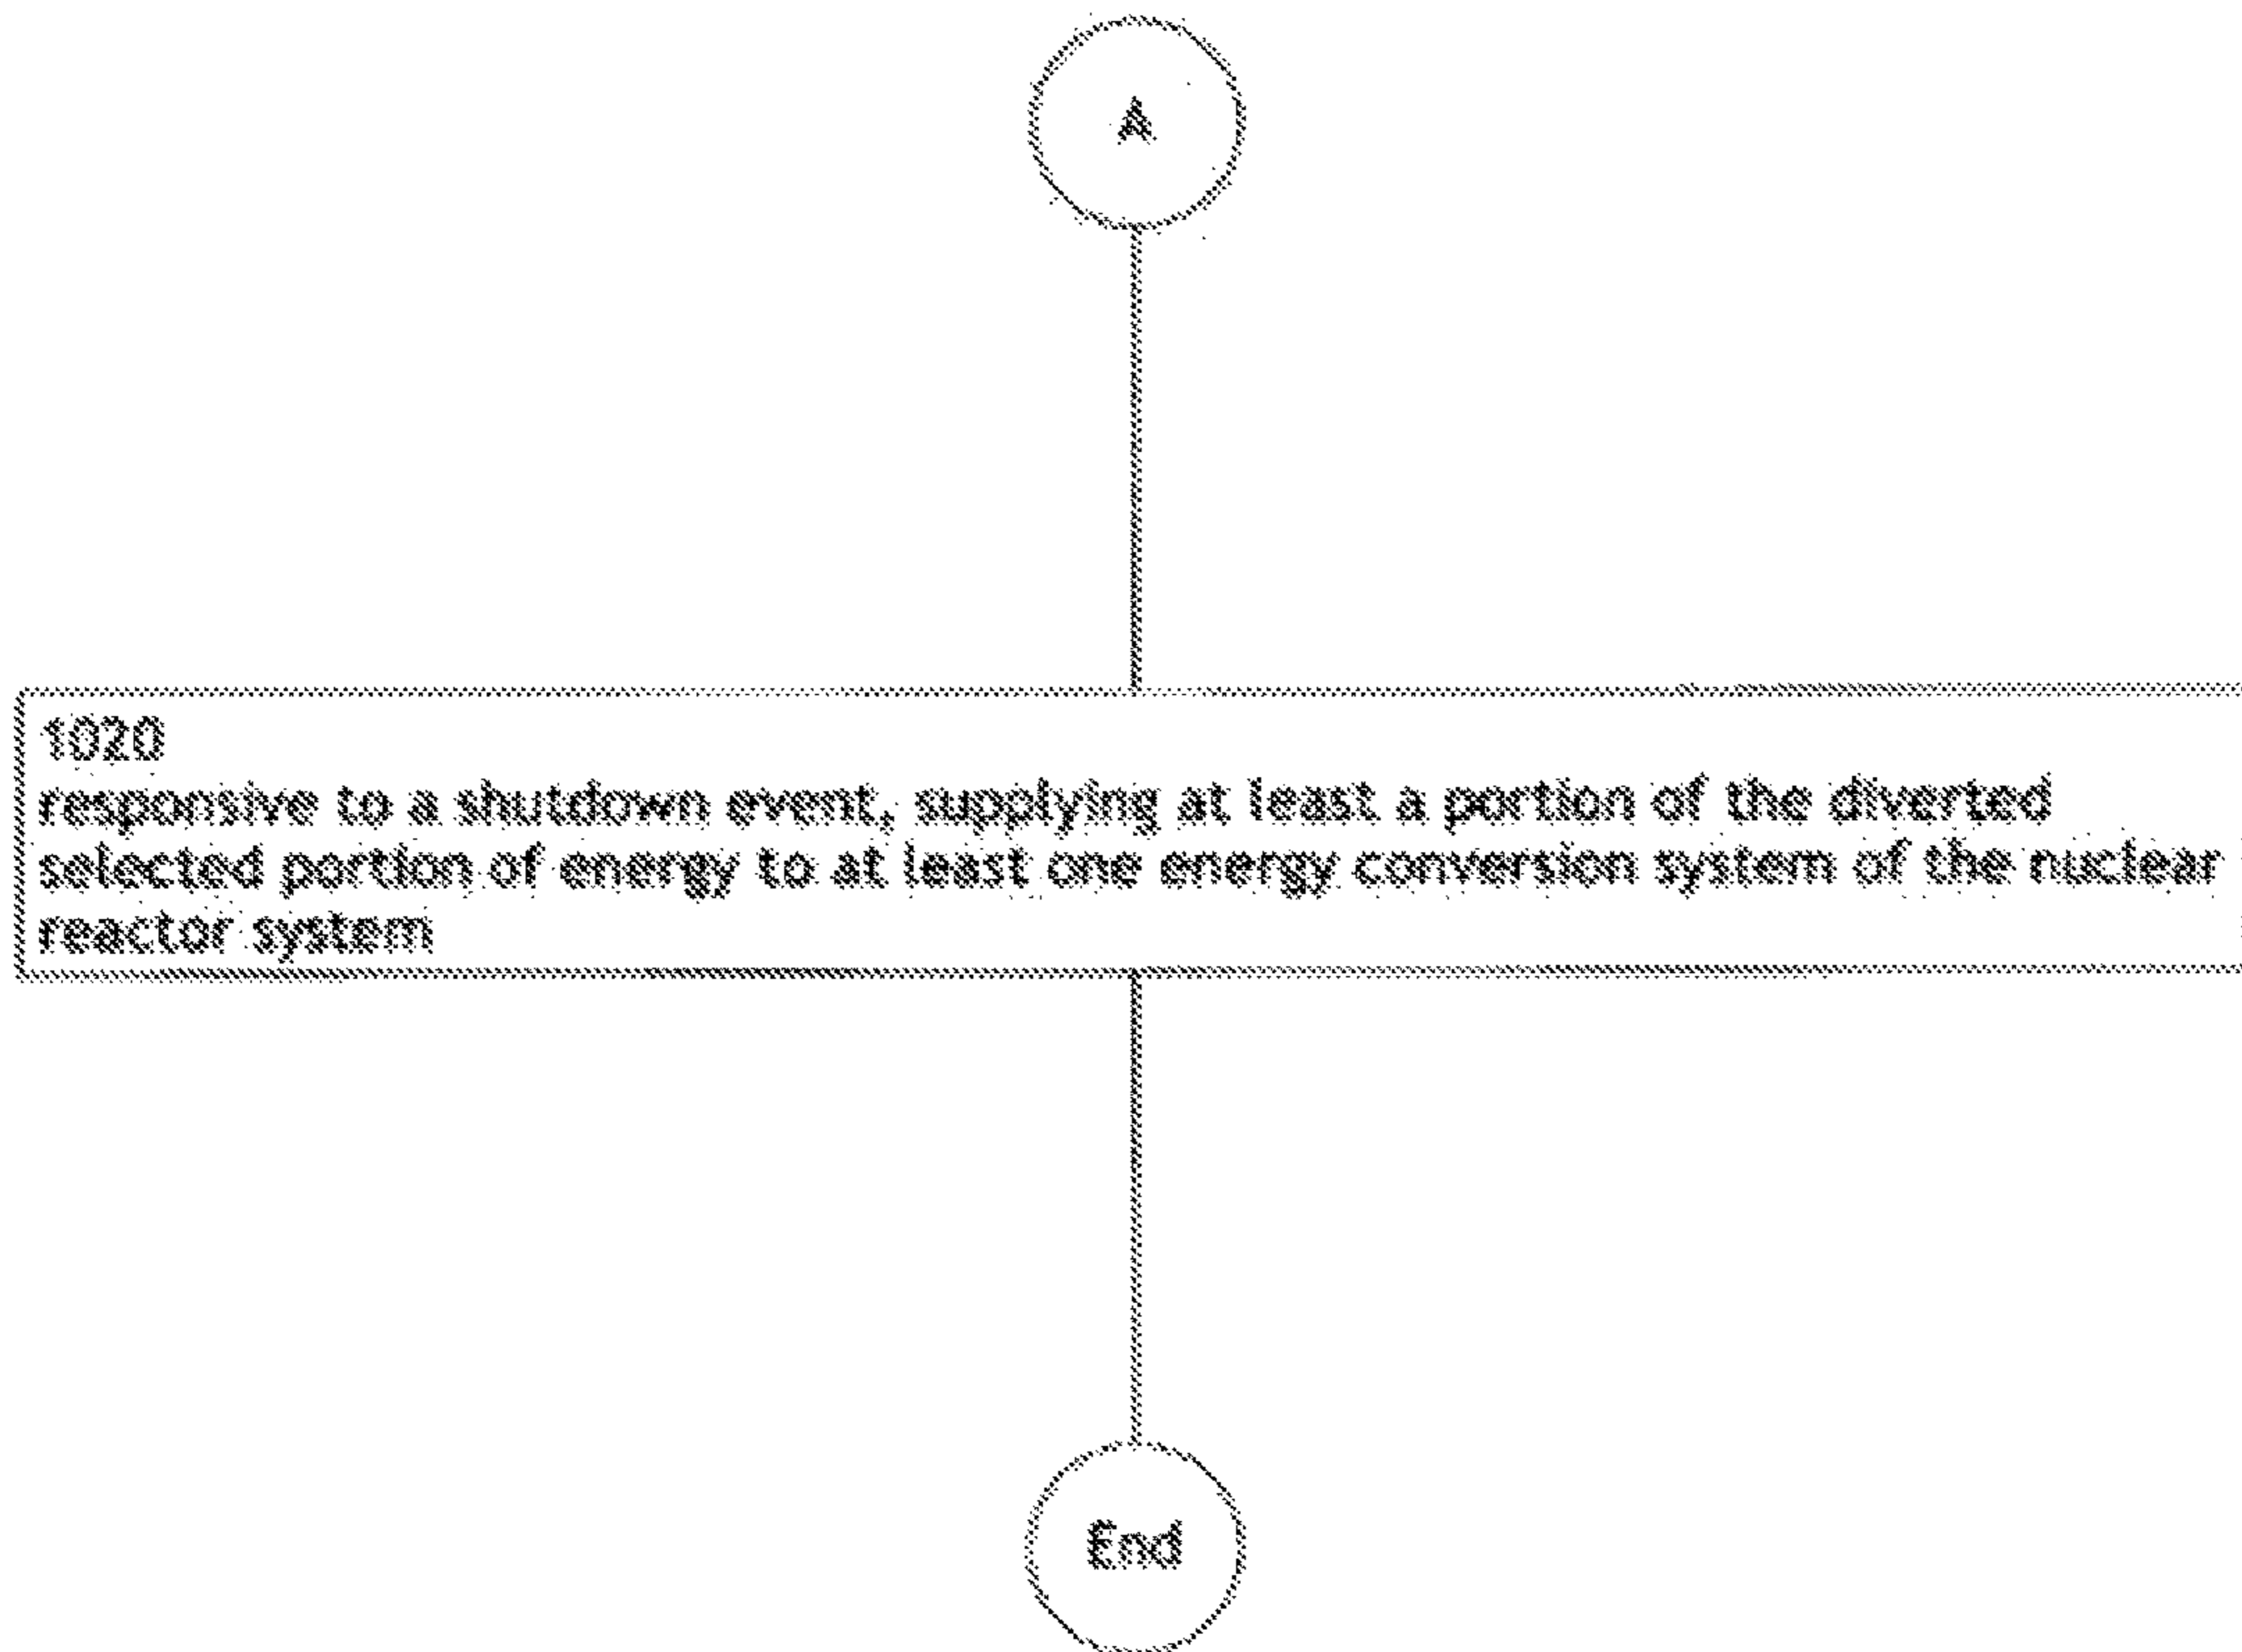 A
1020
responsive to a shutdown event, supplying at least a portion of the diverted
selected portion of energy to at least one energy conversion system of the nuclear
reactor system
End